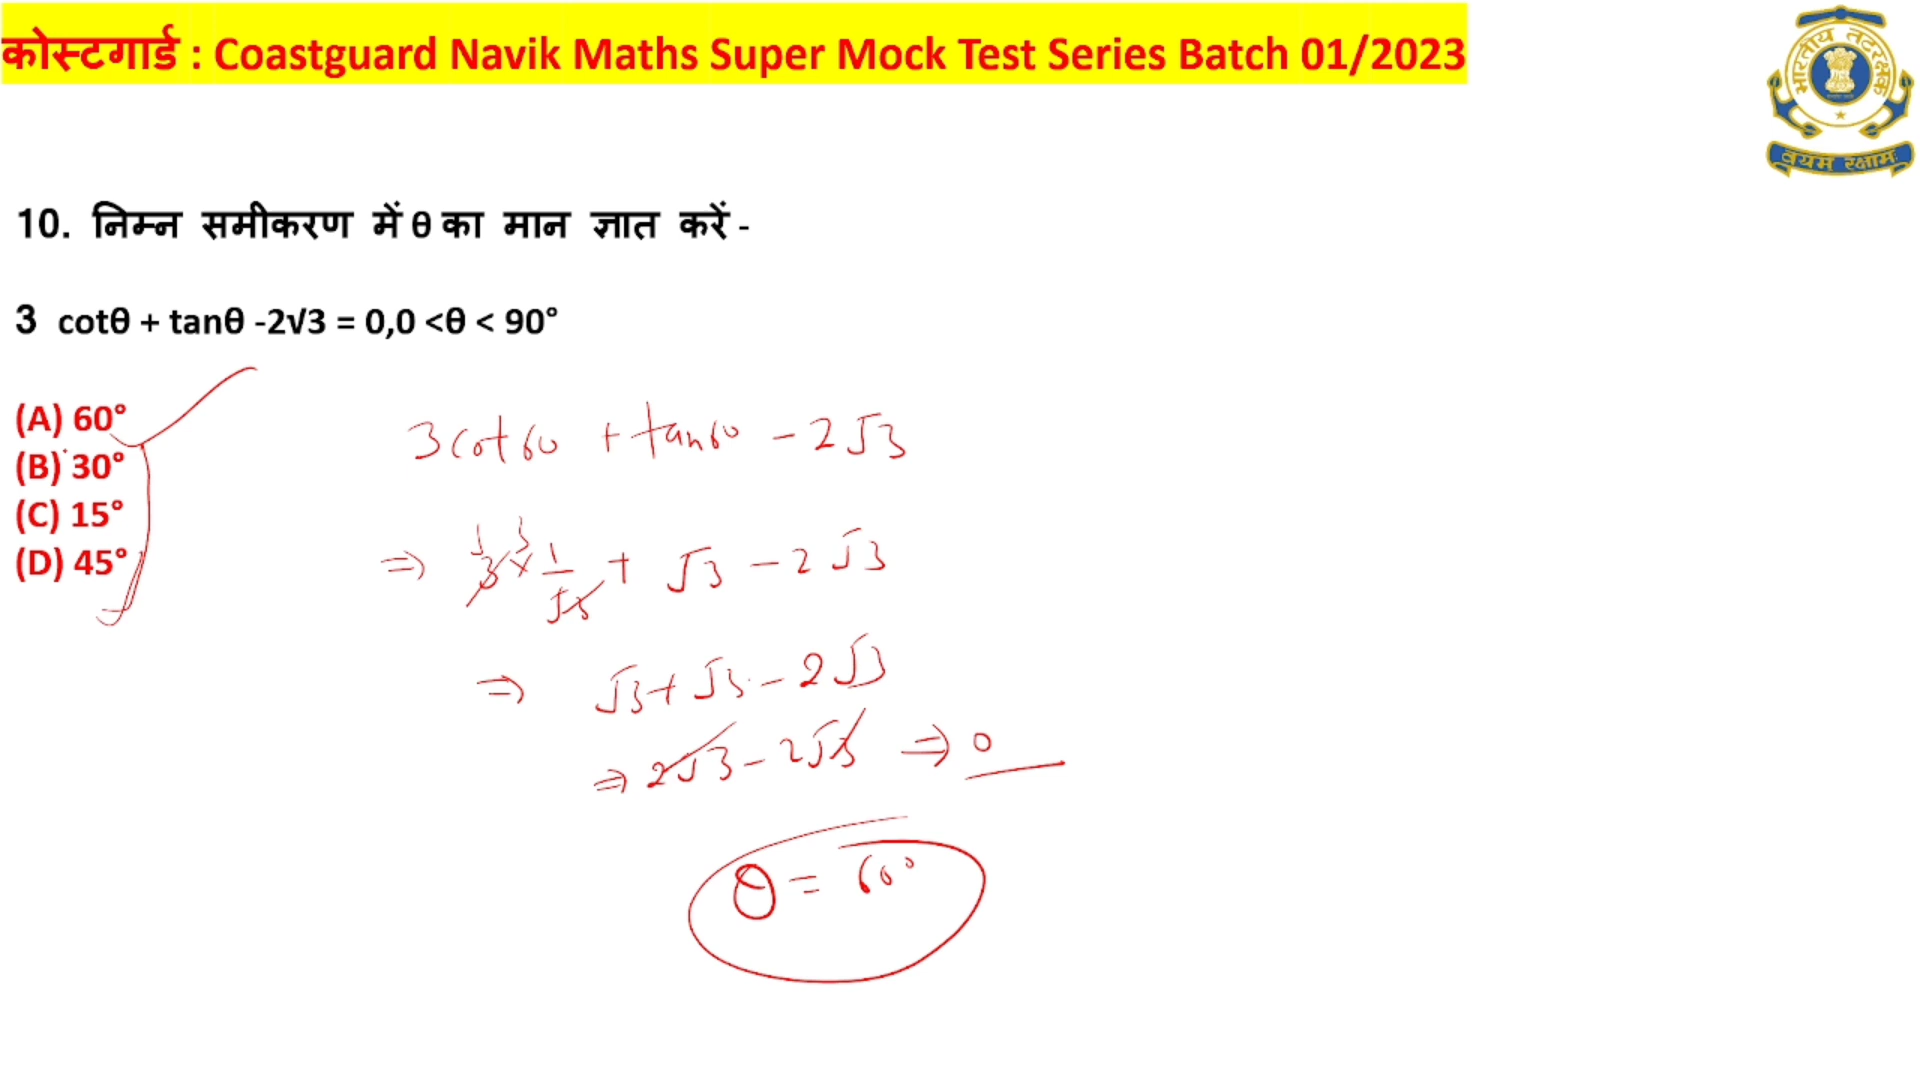 कोस्टगार्ड : Coastguard Navik Maths Super Mock Test Series Batch 01/2023
भारतीय तटरक्षक
वयम् रक्षामः
10. निम्न समीकरण में θ का मान ज्ञात करें -
3 cotθ + tanθ -2√3 = 0,0 <θ < 90°
(A) 60°
(B) 30°
(C) 15°
(D) 45°
3cot60 + tan60 - 2√3
⇒ 3 × 1/√3 + √3 - 2√3
⇒ √3 + √3 - 2√3
⇒ 2√3 - 2√3 ⇒ 0
θ = 60°